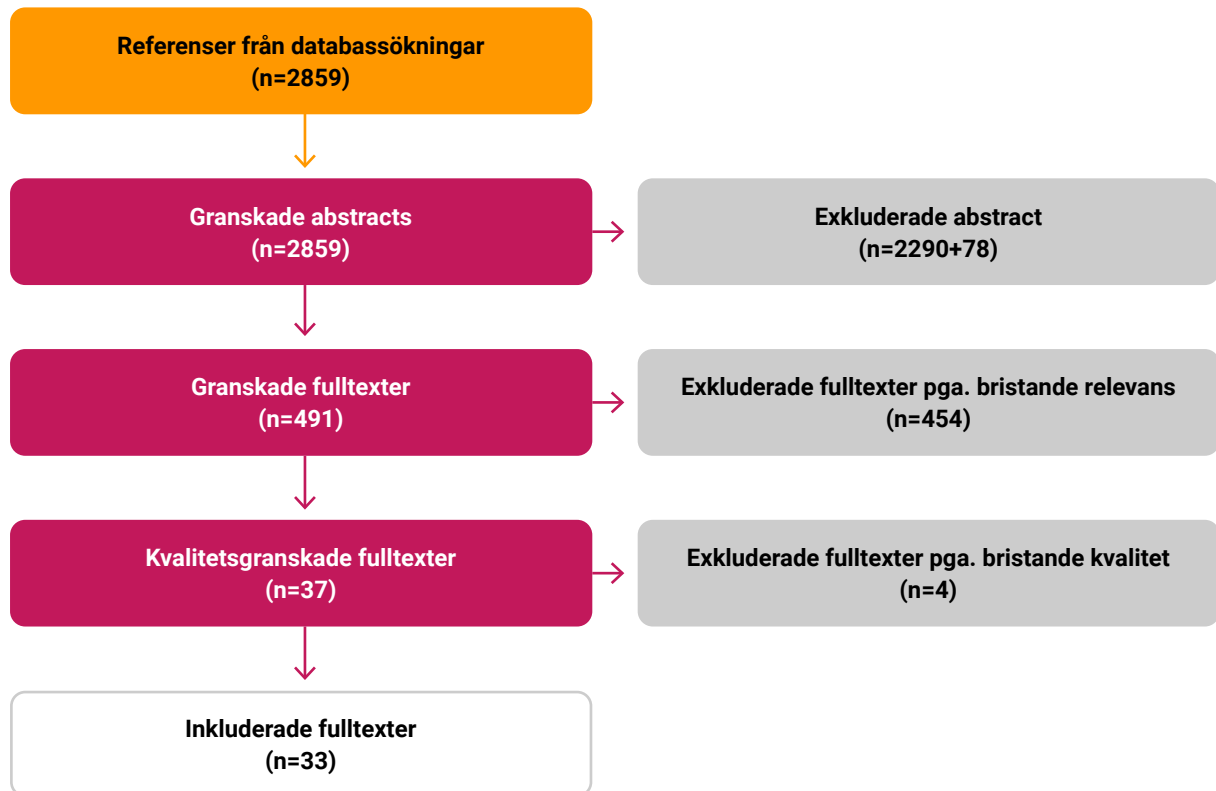 Referenser från databassökningar
(n=2859)
Granskade abstracts
(n=2859)
Exkluderade abstract
(n=2290+78)
Granskade fulltexter
(n=491)
Exkluderade fulltexter pga. bristande relevans
(n=454)
Kvalitetsgranskade fulltexter
(n=37)
Exkluderade fulltexter pga. bristande kvalitet
(n=4)
Inkluderade fulltexter
(n=33)